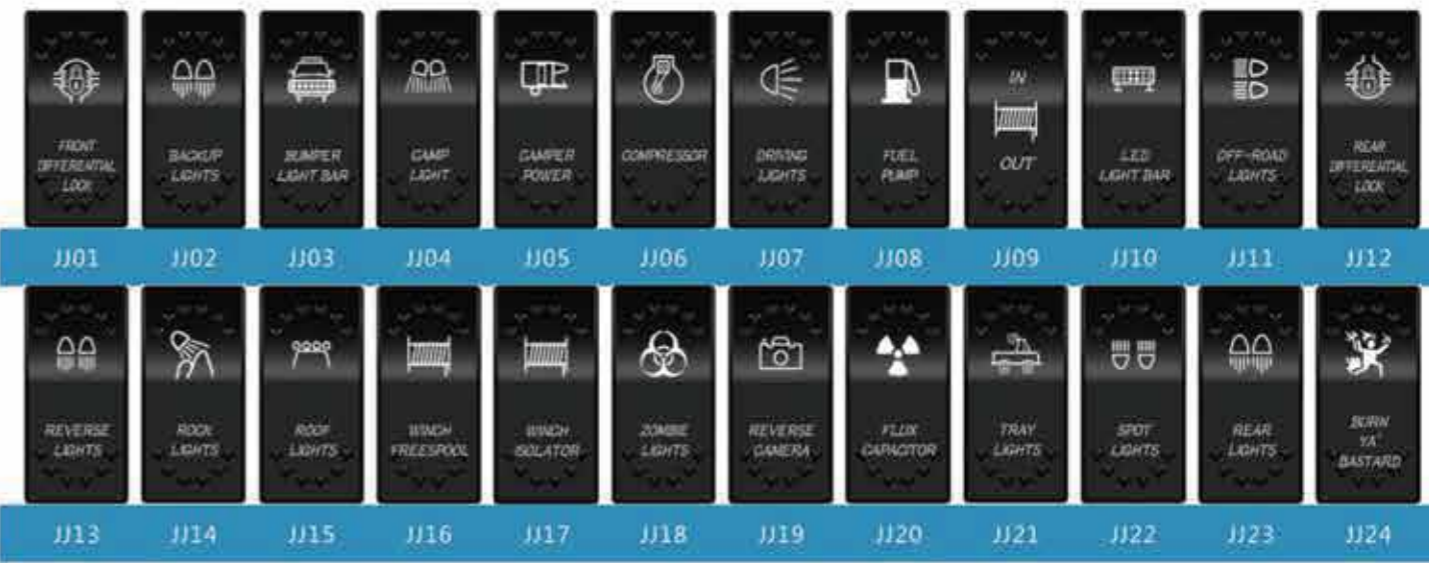 FRONT
DIFFERENTIAL
LOCK
BACKUP
LIGHTS
BUMPER
LIGHT BAR
CAMP
LIGHT
CAMPER
POWER
COMPRESSOR
DRIVING
LIGHTS
FUEL
PUMP
IN
OUT
LED
LIGHT BAR
OFF-ROAD
LIGHTS
REAR
DIFFERENTIAL
LOCK
JJ01 JJ02 JJ03 JJ04 JJ05 JJ06 JJ07 JJ08 JJ09 JJ10 JJ11 JJ12
REVERSE
LIGHTS
ROCK
LIGHTS
ROOF
LIGHTS
WINCH
FREESPOOL
WINCH
ISOLATOR
ZOMBIE
LIGHTS
REVERSE
CAMERA
FLUX
CAPACITOR
TRAY
LIGHTS
SPOT
LIGHTS
REAR
LIGHTS
BURN
YA'
BASTARD
JJ13 JJ14 JJ15 JJ16 JJ17 JJ18 JJ19 JJ20 JJ21 JJ22 JJ23 JJ24